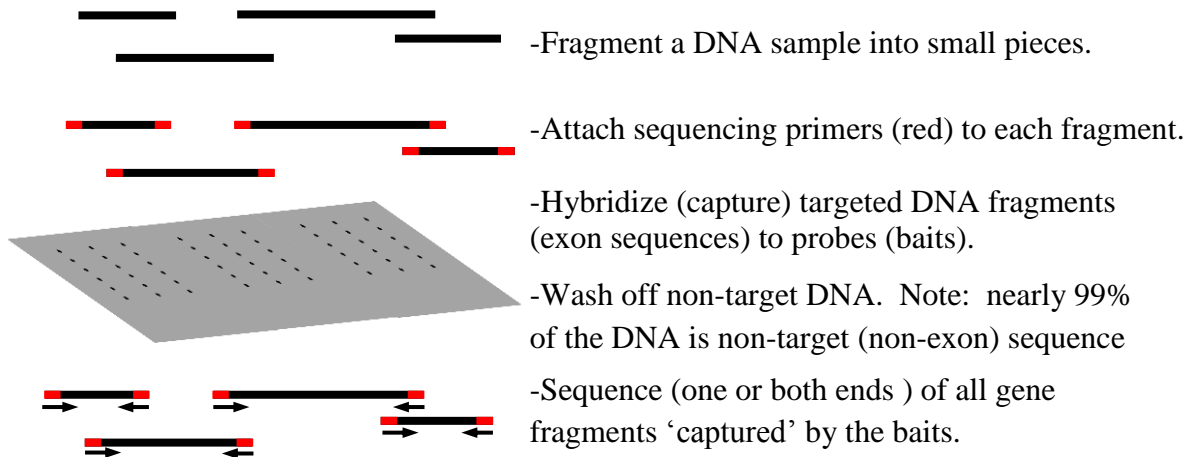 -Fragment a DNA sample into small pieces.
-Attach sequencing primers (red) to each fragment.
-Hybridize (capture) targeted DNA fragments
(exon sequences) to probes (baits).
-Wash off non-target DNA.  Note:  nearly 99%
of the DNA is non-target (non-exon) sequence
-Sequence (one or both ends ) of all gene
fragments ‘captured’ by the baits.